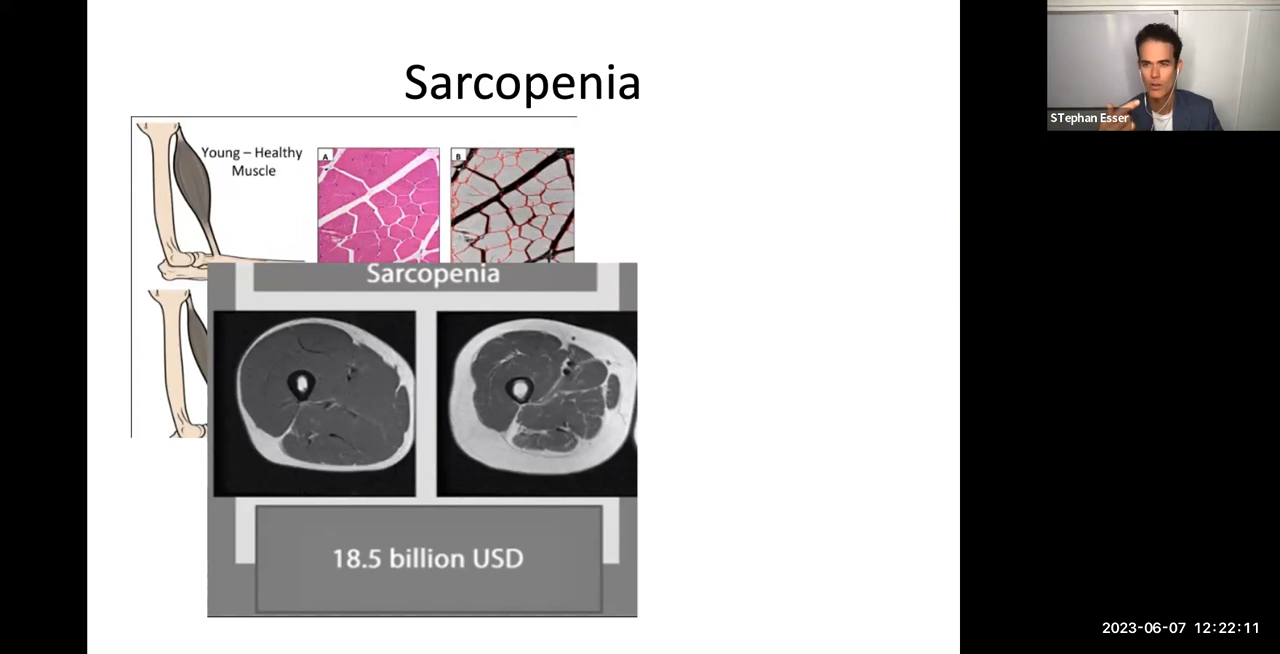 Sarcopenia
Young – Healthy
Muscle
A
B
Sarcopenia
18.5 billion USD
STephan Esser
2023-06-07 12:22:11